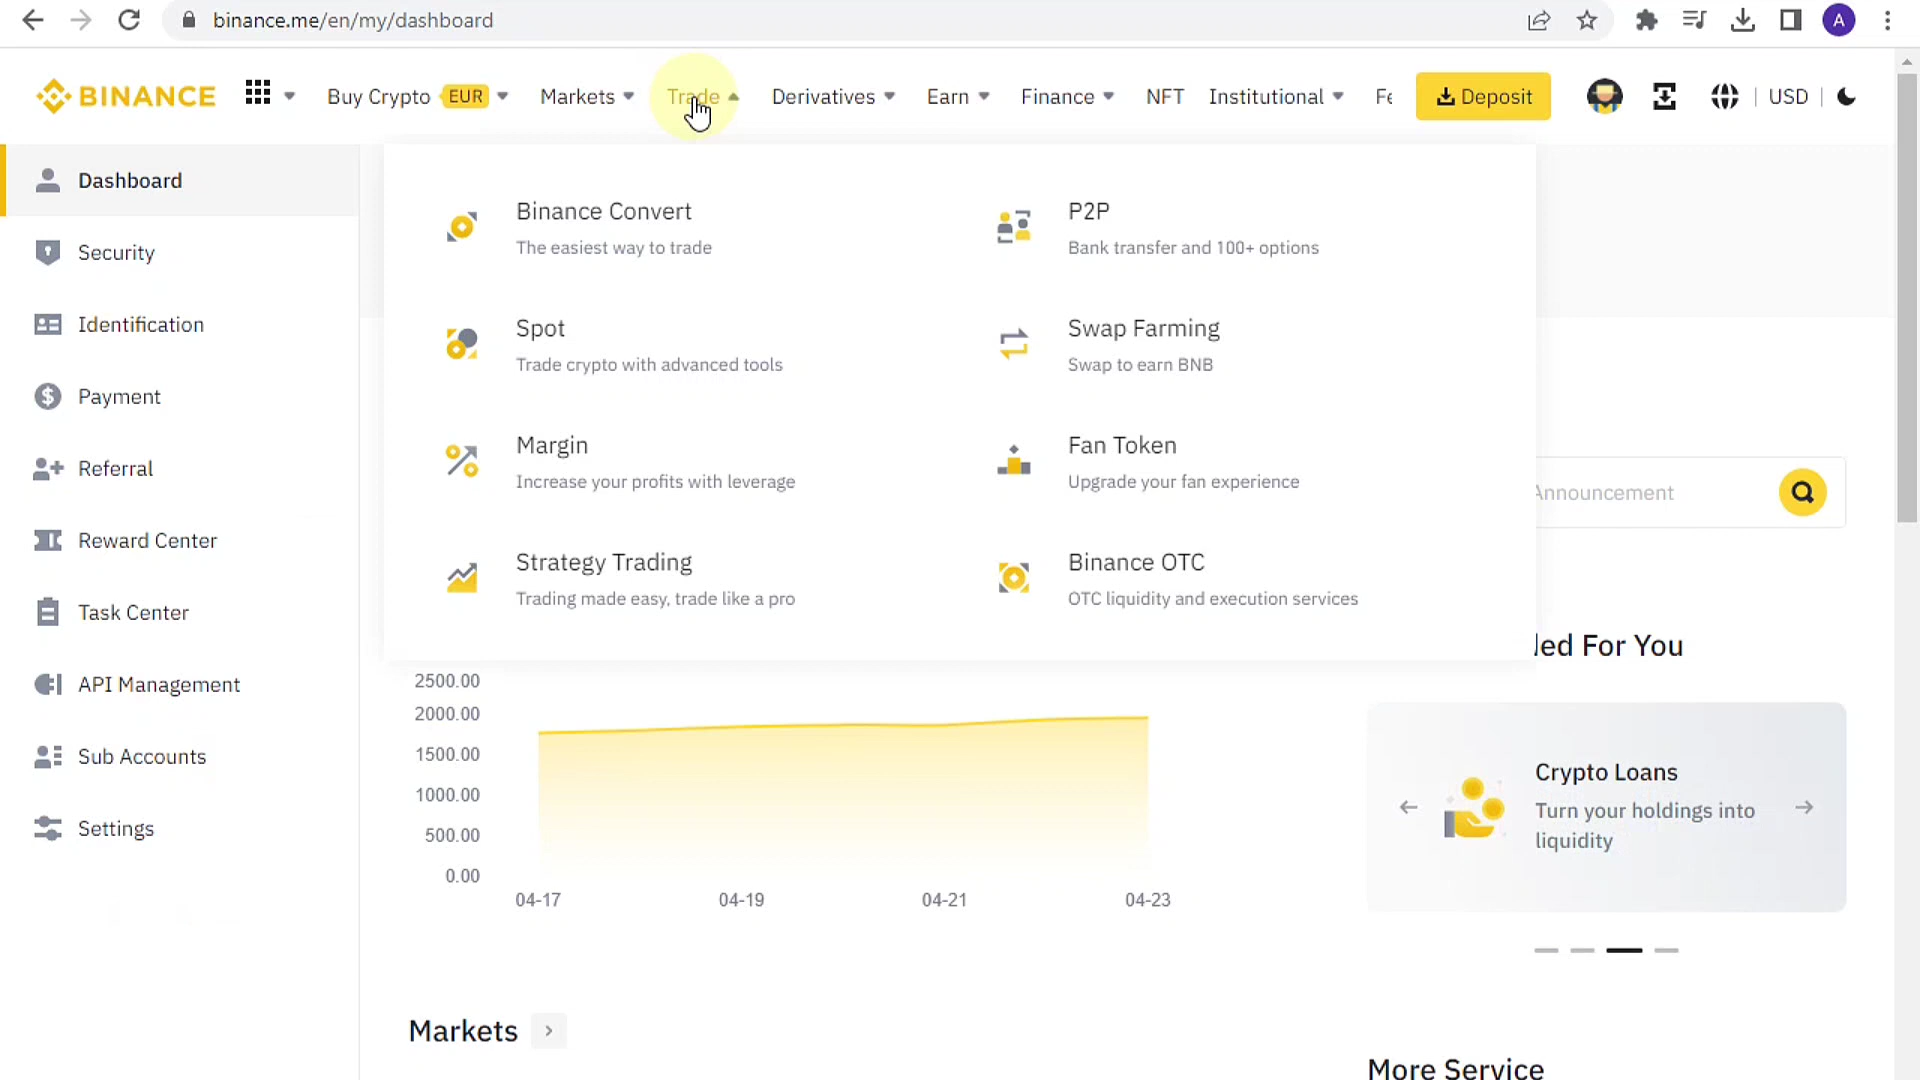 binance.me/en/my/dashboard
A
BINANCE
Buy Crypto EUR
Markets
Trade
Derivatives
Earn
Finance
NFT
Institutional
Fe
Deposit
USD
Dashboard
Security
Identification
Payment
Referral
Reward Center
Task Center
API Management
Sub Accounts
Settings
Binance Convert
The easiest way to trade
P2P
Bank transfer and 100+ options
Spot
Trade crypto with advanced tools
Swap Farming
Swap to earn BNB
Margin
Increase your profits with leverage
Fan Token
Upgrade your fan experience
Strategy Trading
Trading made easy, trade like a pro
Binance OTC
OTC liquidity and execution services
Announcement
ded For You
2500.00
2000.00
1500.00
1000.00
500.00
0.00
04-17
04-19
04-21
04-23
Crypto Loans
Turn your holdings into
liquidity
Markets
More Service